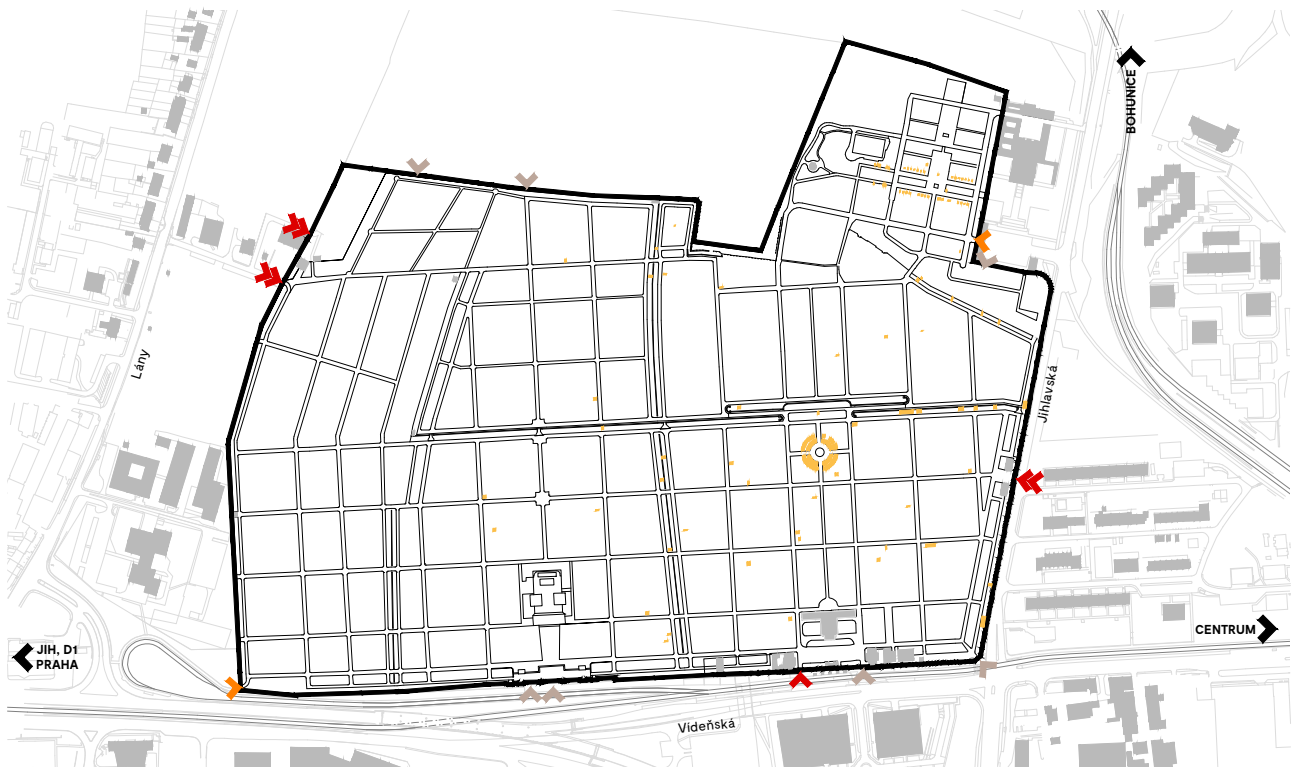 BOHUNICE
Lány
Jihlavská
CENTRUM
JIH, D1
PRAHA
Vídeňská